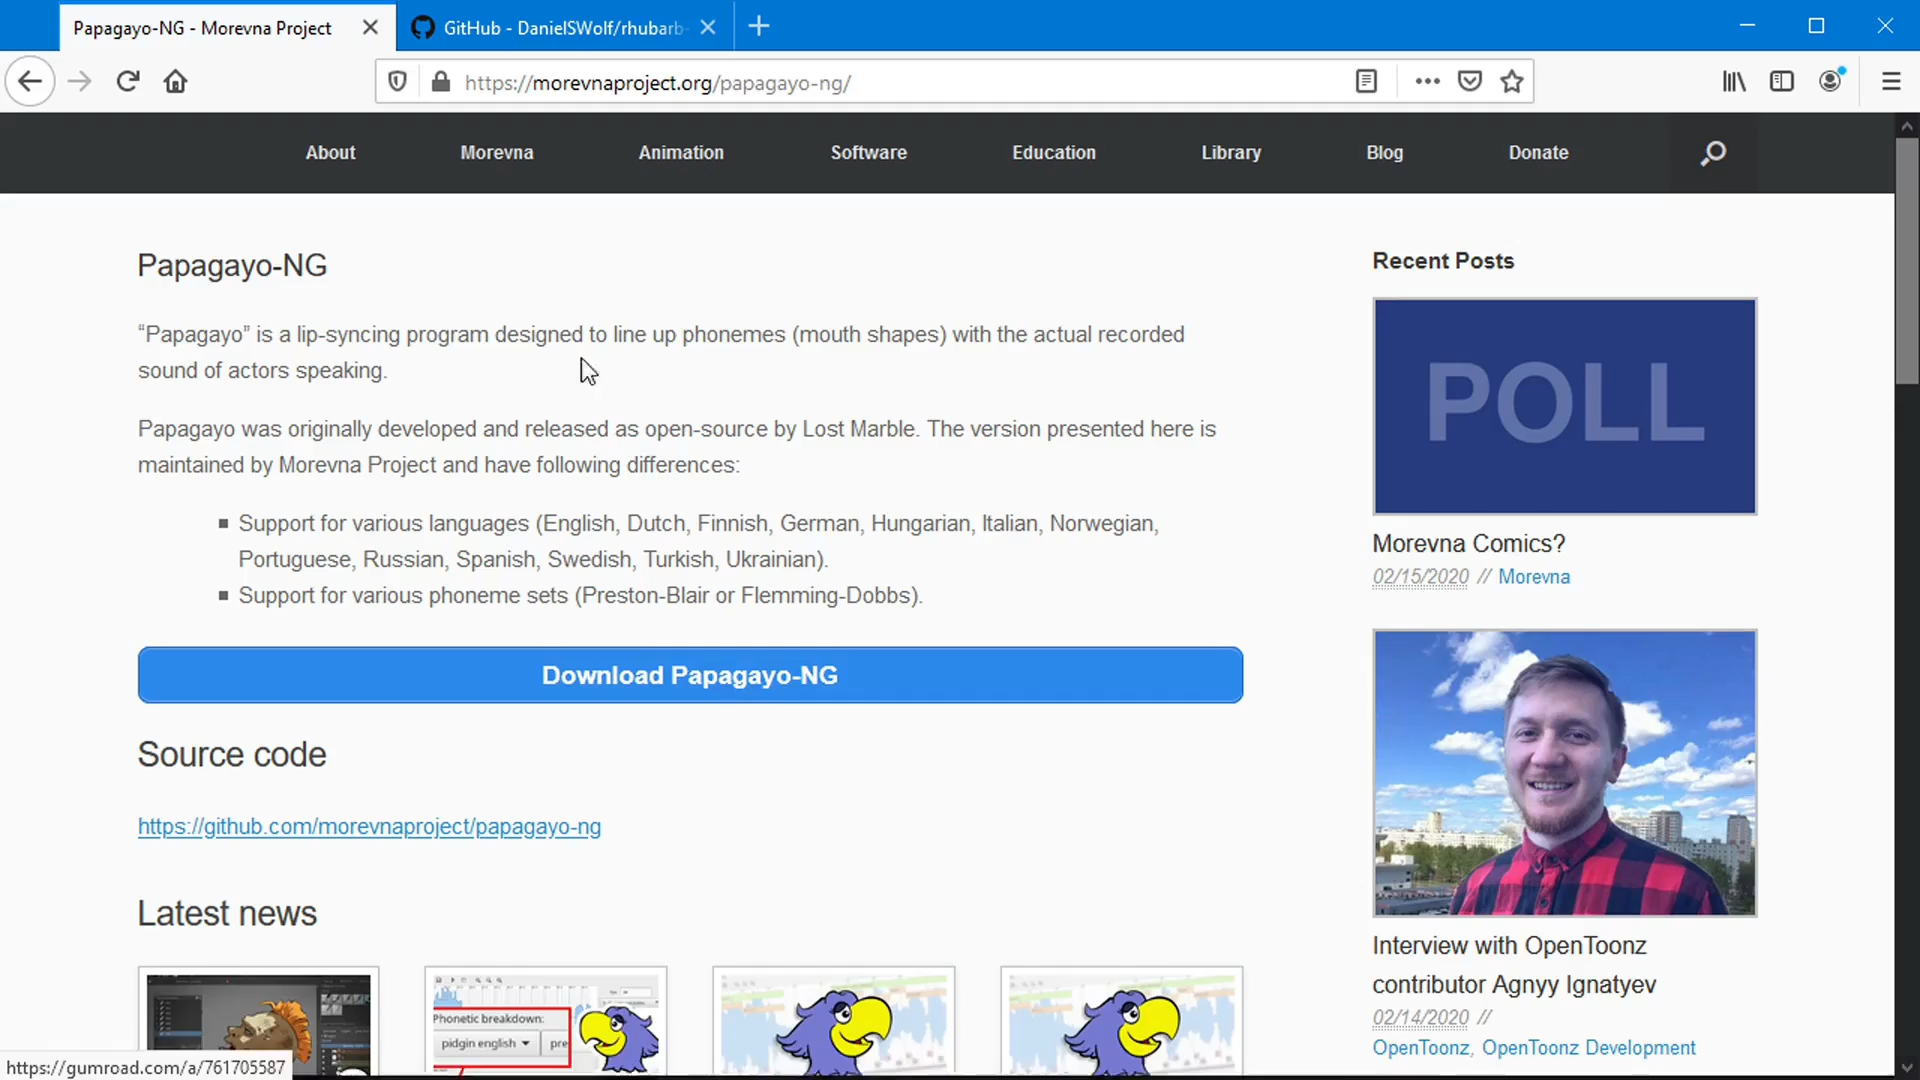 Papagayo-NG - Morevna Project
GitHub - DanielSWolf/rhubarb-
https://morevnaproject.org/papagayo-ng/
About
Morevna
Animation
Software
Education
Library
Blog
Donate
Papagayo-NG
“Papagayo” is a lip-syncing program designed to line up phonemes (mouth shapes) with the actual recorded
sound of actors speaking.
Papagayo was originally developed and released as open-source by Lost Marble. The version presented here is
maintained by Morevna Project and have following differences:
Support for various languages (English, Dutch, Finnish, German, Hungarian, Italian, Norwegian,
Portuguese, Russian, Spanish, Swedish, Turkish, Ukrainian).
Support for various phoneme sets (Preston-Blair or Flemming-Dobbs).
Download Papagayo-NG
Source code
https://github.com/morevnaproject/papagayo-ng
Latest news
Phonetic breakdown:
pidgin english
pre
Recent Posts
POLL
Morevna Comics?
02/15/2020 // Morevna
Interview with OpenToonz
contributor Agnyy Ignatyev
02/14/2020 //
OpenToonz, OpenToonz Development
https://gumroad.com/a/761705587